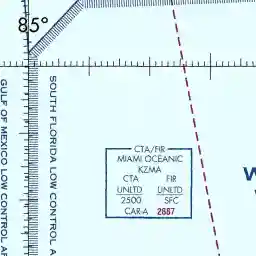 85°
GULF OF MEXICO LOW CONTROL
SOUTH FLORIDA LOW CONTROL
CTA/FIR
MIAMI OCEANIC
KZMA
CTA FIR
UNLTD UNLTD
2500 SFC
CAR-A 2687
W